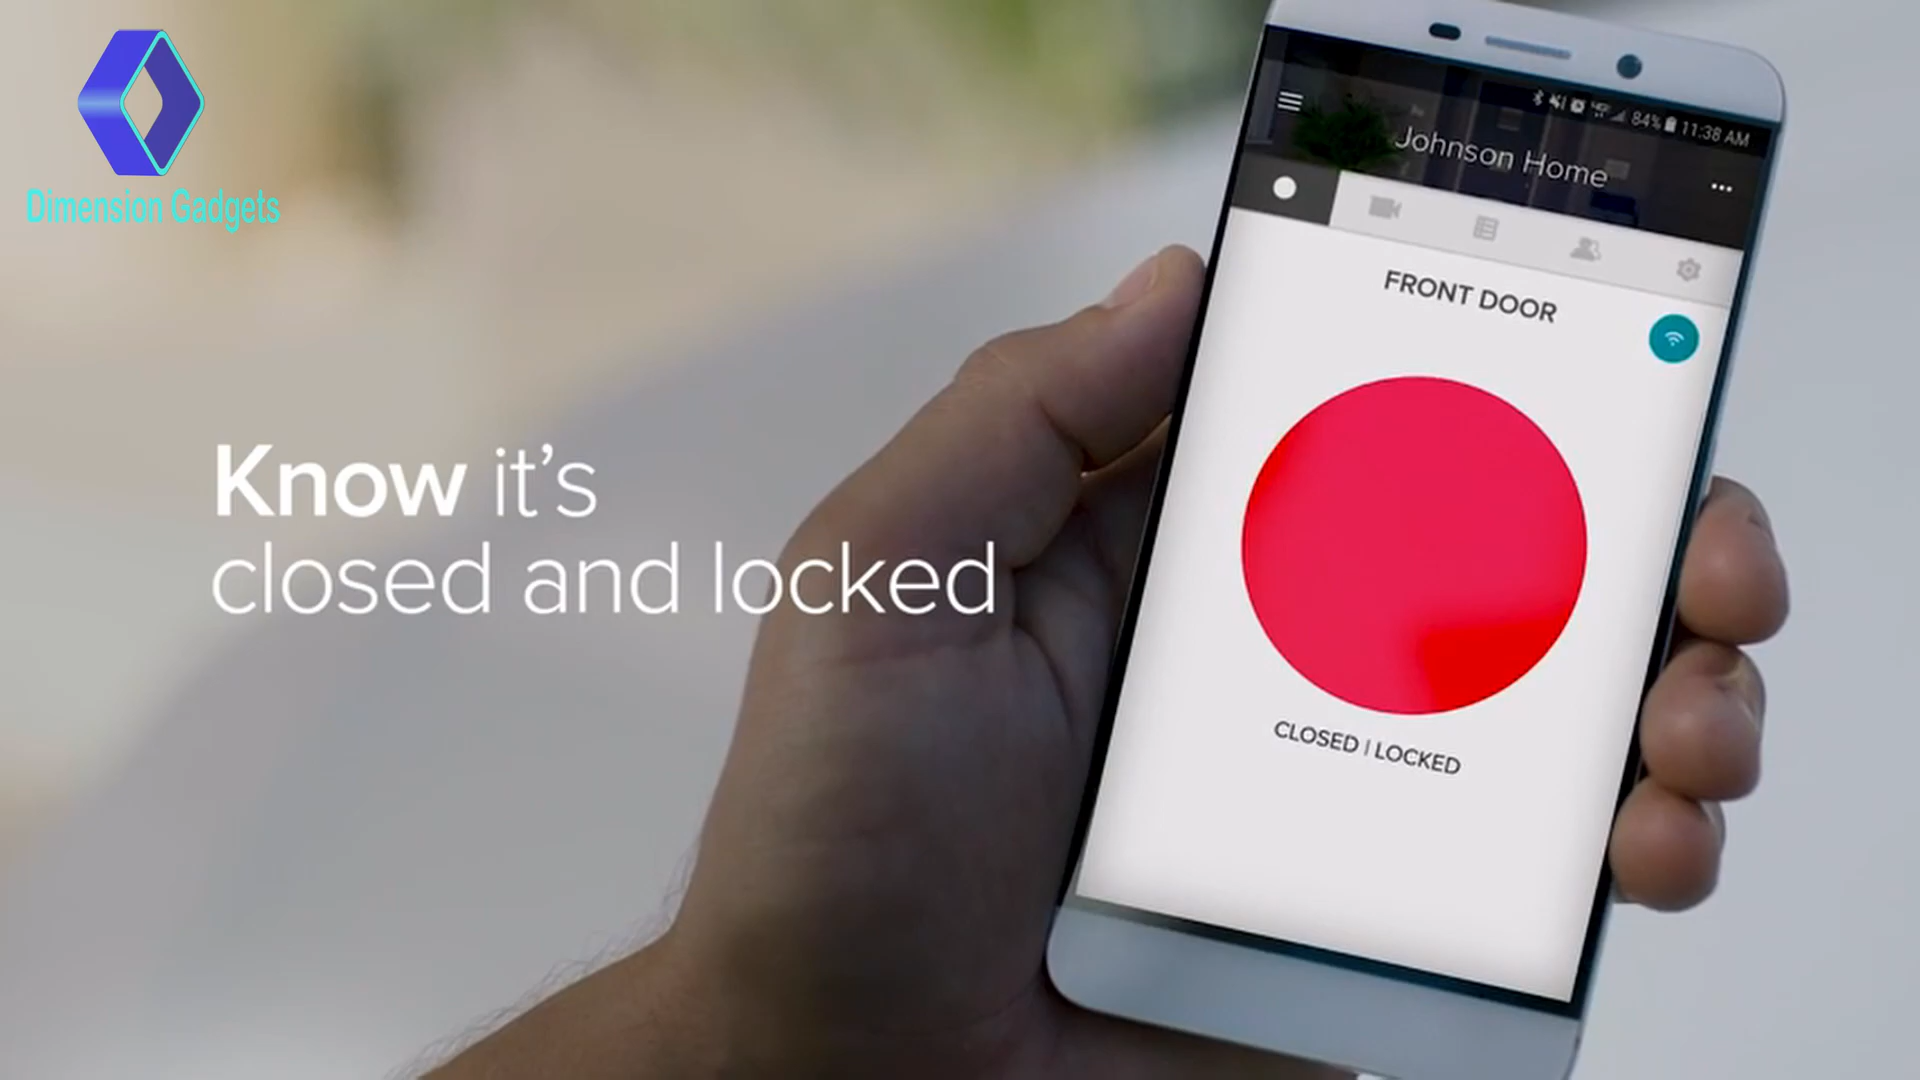 Dimension Gadgets
84% 11:38 AM
Johnson Home
FRONT DOOR
Know it's
closed and locked
CLOSED | LOCKED